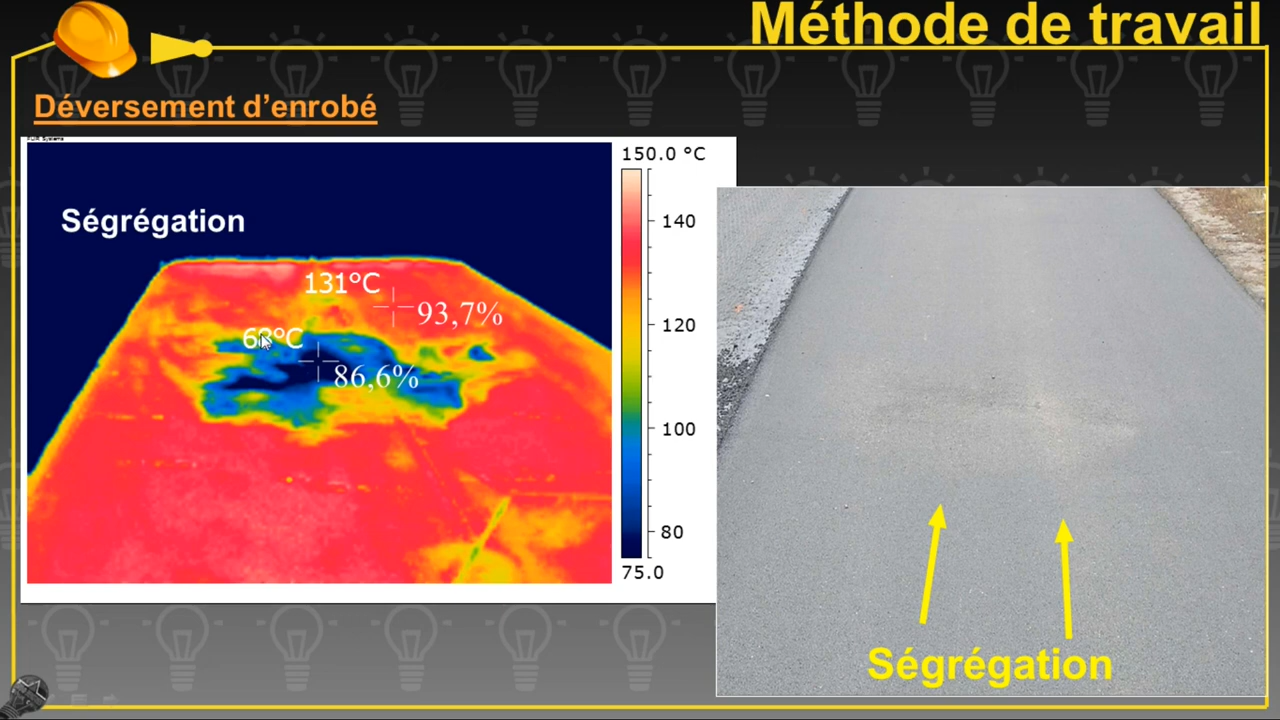 Méthode de travail
Déversement d'enrobé
150.0 °C
Ségrégation
140
131°C
93,7%
120
86,6%
100
80
75.0
Ségrégation